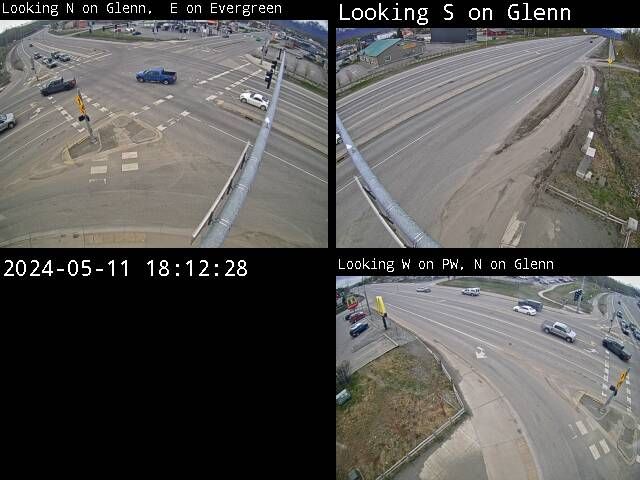 Looking N on Glenn,  E on Evergreen
Looking S on Glenn
2024-05-11 18:12:28
Looking W on PW, N on Glenn